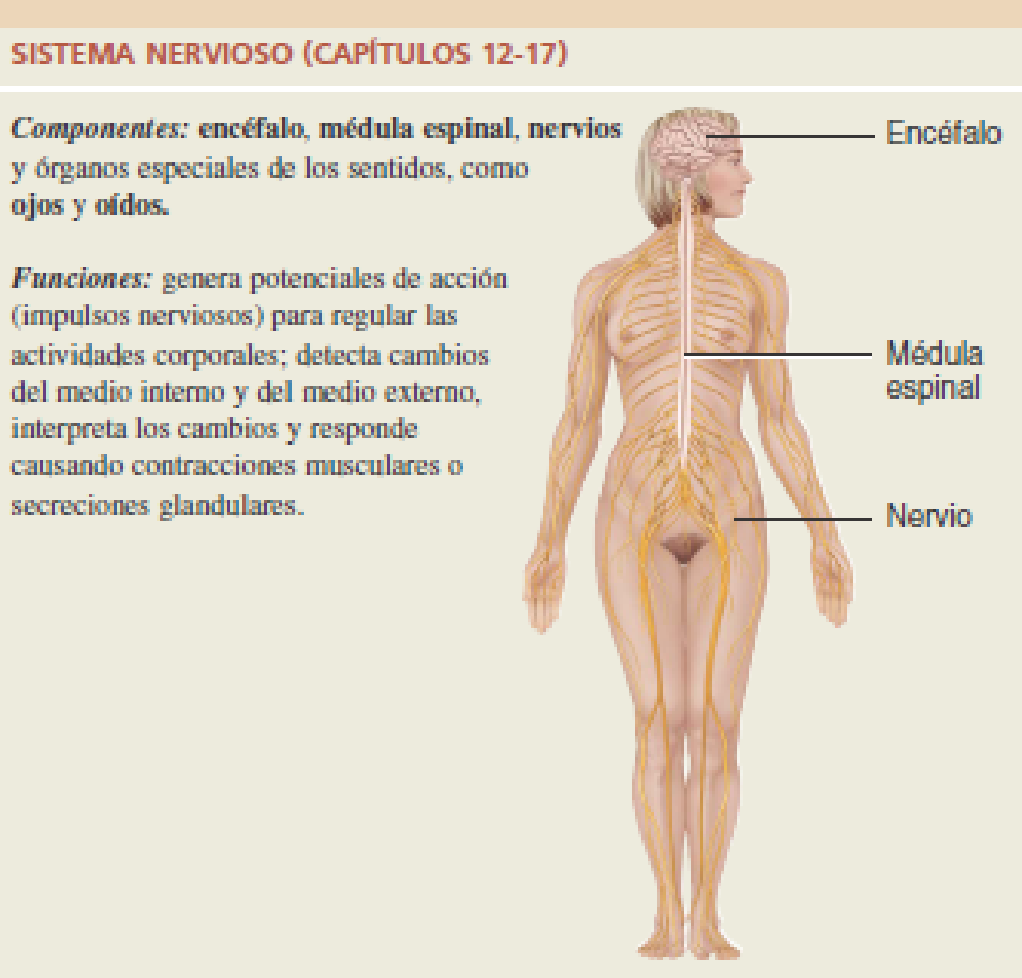 SISTEMA NERVIOSO (CAPÍTULOS 12-17)
Componentes: encéfalo, médula espinal, nervios
y órganos especiales de los sentidos, como
ojos y oídos.
Funciones: genera potenciales de acción
(impulsos nerviosos) para regular las
actividades corporales; detecta cambios
del medio interno y del medio externo,
interpreta los cambios y responde
causando contracciones musculares o
secreciones glandulares.
Encéfalo
Médula
espinal
Nervio